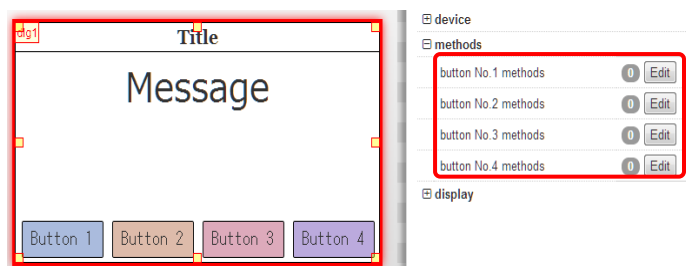 dlg1
Title
Message
Button 1
Button 2
Button 3
Button 4
device
methods
button No.1 methods 0 Edit
button No.2 methods 0 Edit
button No.3 methods 0 Edit
button No.4 methods 0 Edit
display